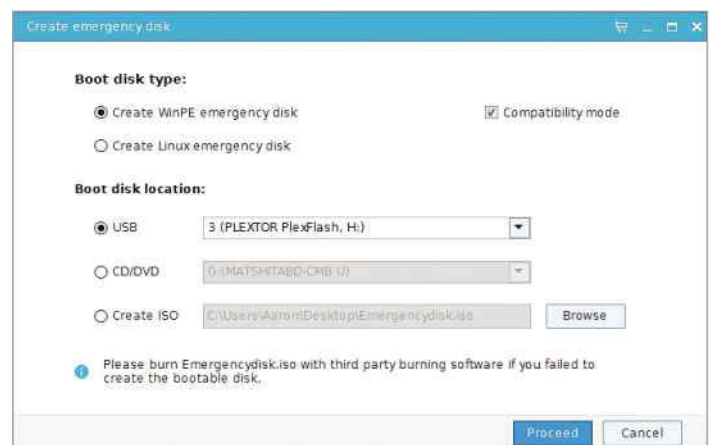 Create emergency disk
Boot disk type:
Create WinPE emergency disk
Compatibility mode
Create Linux emergency disk
Boot disk location:
USB
3 (PLEXTOR PlexFlash, H:)
CD/DVD
G:(MATSHITABD-CMB U)
Create ISO
C:\Users\Aaron\Desktop\Emergencydisk.iso
Browse
Please burn Emergencydisk.iso with third party burning software if you failed to
create the bootable disk.
Proceed
Cancel